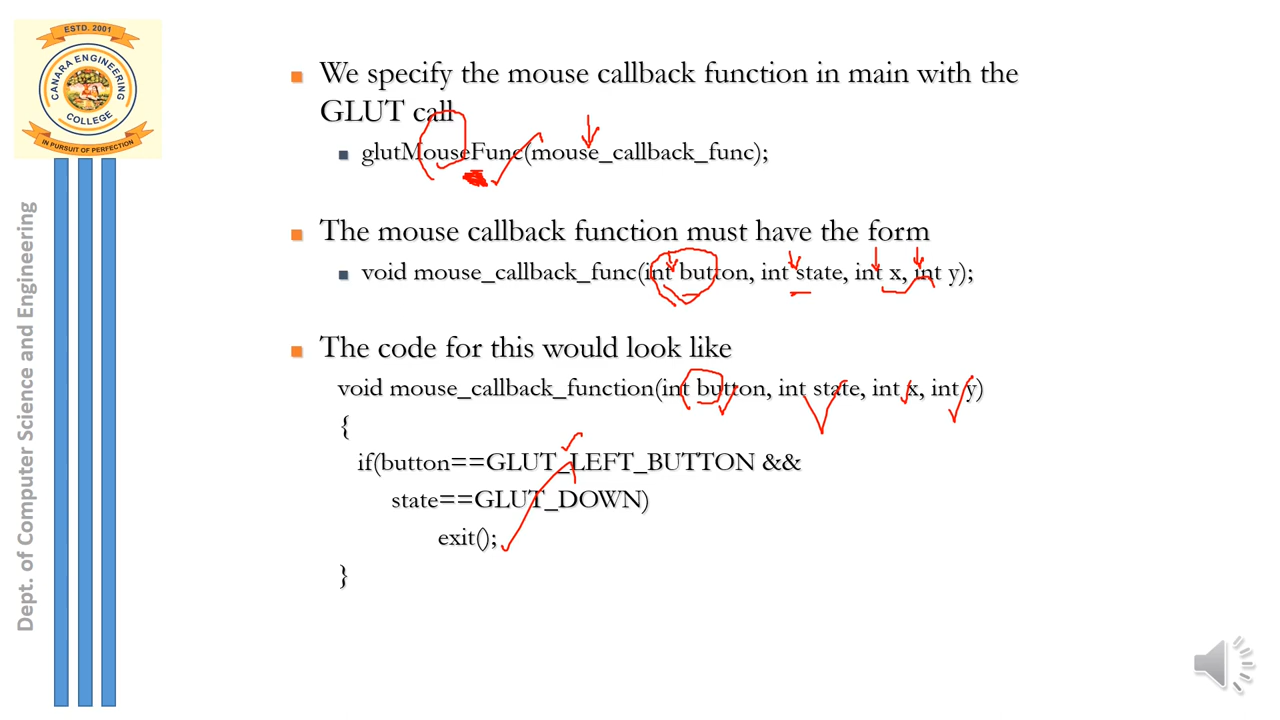 ESTD. 2001
CANARA ENGINEERING
COLLEGE
IN PURSUIT OF PERFECTION
Dept. of Computer Science and Engineering
We specify the mouse callback function in main with the
GLUT call
glutMouseFunc(mouse_callback_func);
The mouse callback function must have the form
void mouse_callback_func(int button, int state, int x, int y);
The code for this would look like
void mouse_callback_function(int button, int state, int x, int y)
{
if(button==GLUT_LEFT_BUTTON &&
state==GLUT_DOWN)
exit();
}